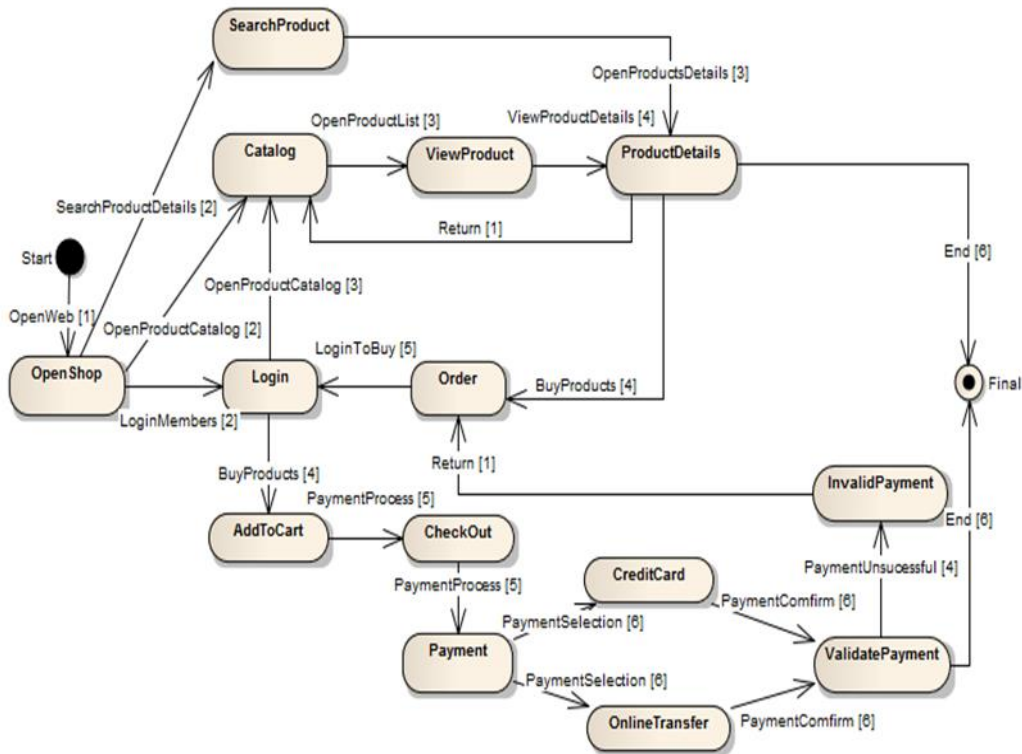 SearchProduct
OpenProductsDetails [3]
OpenProductList [3]
ViewProductDetails [4]
Catalog
ViewProduct
ProductDetails
SearchProductDetails [2]
Return [1]
Start
End [6]
OpenProductCatalog [3]
OpenWeb [1]
OpenProductCatalog [2]
LoginToBuy [5]
OpenShop
Login
Order
BuyProducts [4]
Final
LoginMembers [2]
Return [1]
BuyProducts [4]
InvalidPayment
PaymentProcess [5]
End [6]
AddToCart
CheckOut
PaymentUnsucessful [4]
CreditCard
PaymentProcess [5]
PaymentComfirm [6]
PaymentSelection [6]
Payment
ValidatePayment
PaymentSelection [6]
OnlineTransfer
PaymentComfirm [6]